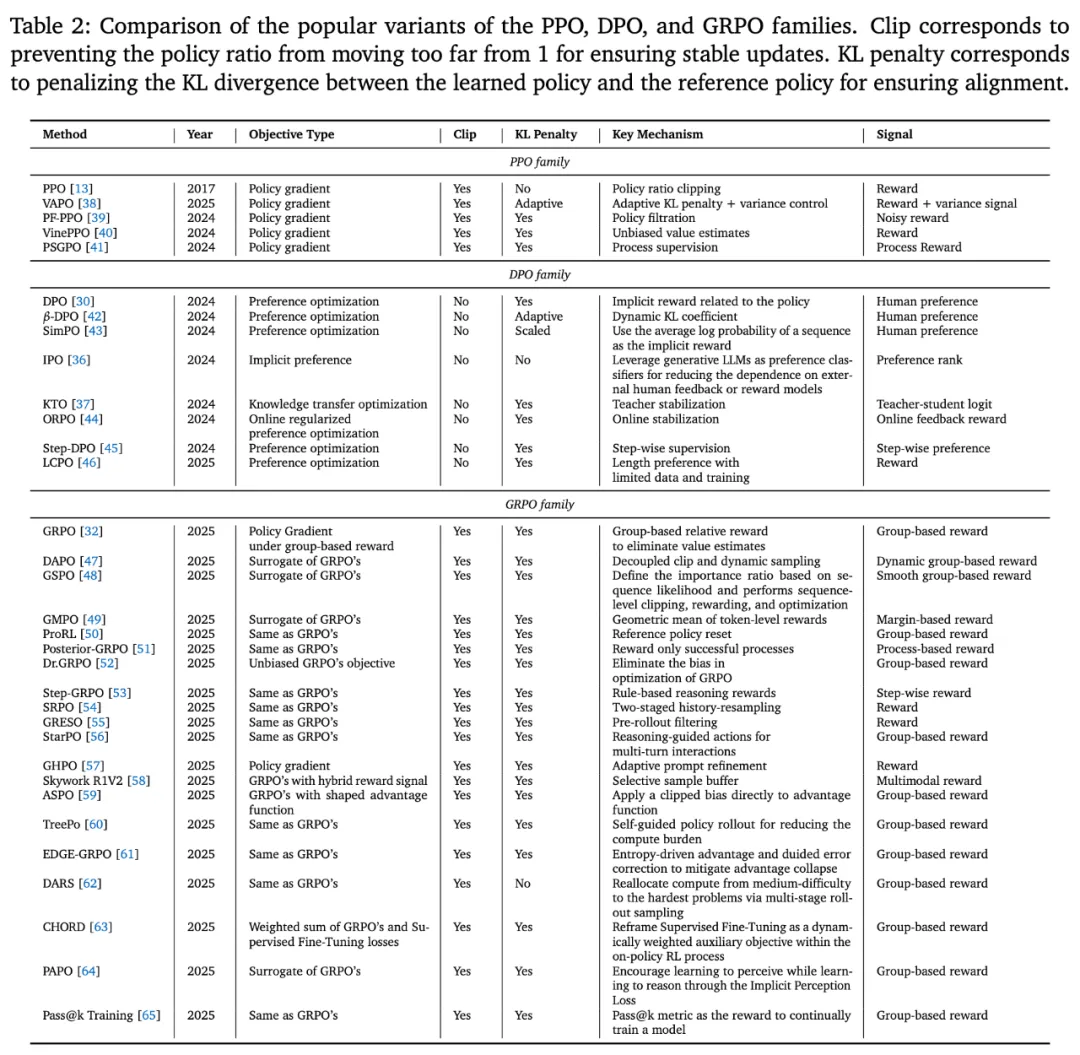 Table 2: Comparison of the popular variants of the PPO, DPO, and GRPO families. Clip corresponds to
preventing the policy ratio from moving too far from 1 for ensuring stable updates. KL penalty corresponds
to penalizing the KL divergence between the learned policy and the reference policy for ensuring alignment.
Method Year Objective Type Clip KL Penalty Key Mechanism Signal
PPO family
PPO [13] 2017 Policy gradient Yes No Policy ratio clipping Reward
VAPO [38] 2025 Policy gradient Yes Adaptive Adaptive KL penalty + variance control Reward + variance signal
PF-PPO [39] 2024 Policy gradient Yes Yes Policy filtration Noisy reward
VinePPO [40] 2024 Policy gradient Yes Yes Unbiased value estimates Reward
PSGPO [41] 2024 Policy gradient Yes Yes Process supervision Process Reward
DPO family
DPO [30] 2024 Preference optimization No Yes Implicit reward related to the policy Human preference
β-DPO [42] 2024 Preference optimization No Adaptive Dynamic KL coefficient Human preference
SimPO [43] 2024 Preference optimization No Scaled Use the average log probability of a sequence Human preference
as the implicit reward
IPO [36] 2024 Implicit preference No No Leverage generative LLMs as preference clas- Preference rank
sifiers for reducing the dependence on exter-
nal human feedback or reward models
KTO [37] 2024 Knowledge transfer optimization No Yes Teacher stabilization Teacher-student logit
ORPO [44] 2024 Online regularized No Yes Online stabilization Online feedback reward
preference optimization
Step-DPO [45] 2024 Preference optimization No Yes Step-wise supervision Step-wise preference
LCPO [46] 2025 Preference optimization No Yes Length preference with Reward
limited data and training
GRPO family
GRPO [32] 2025 Policy Gradient Yes Yes Group-based relative reward Group-based reward
under group-based reward to eliminate value estimates
DAPO [47] 2025 Surrogate of GRPO's Yes Yes Decoupled clip and dynamic sampling Dynamic group-based reward
GSPO [48] 2025 Surrogate of GRPO's Yes Yes Define the importance ratio based on se- Smooth group-based reward
quence likelihood and performs sequence-
level clipping, rewarding, and optimization
GMPO [49] 2025 Surrogate of GRPO's Yes Yes Geometric mean of token-level rewards Margin-based reward
ProRL [50] 2025 Same as GRPO's Yes Yes Reference policy reset Group-based reward
Posterior-GRPO [51] 2025 Same as GRPO's Yes Yes Reward only successful processes Process-based reward
Dr.GRPO [52] 2025 Unbiased GRPO's objective Yes Yes Eliminate the bias in Group-based reward
optimization of GRPO
Step-GRPO [53] 2025 Same as GRPO's Yes Yes Rule-based reasoning rewards Step-wise reward
SRPO [54] 2025 Same as GRPO's Yes Yes Two-staged history-resampling Reward
GRESO [55] 2025 Same as GRPO's Yes Yes Pre-rollout filtering Reward
StarPO [56] 2025 Same as GRPO's Yes Yes Reasoning-guided actions for Group-based reward
multi-turn interactions
GHPO [57] 2025 Policy gradient Yes Yes Adaptive prompt refinement Reward
Skywork R1V2 [58] 2025 GRPO's with hybrid reward signal Yes Yes Selective sample buffer Multimodal reward
ASPO [59] 2025 GRPO's with shaped advantage Yes Yes Apply a clipped bias directly to advantage Group-based reward
function function
TreePo [60] 2025 Same as GRPO's Yes Yes Self-guided policy rollout for reducing the Group-based reward
compute burden
EDGE-GRPO [61] 2025 Same as GRPO's Yes Yes Entropy-driven advantage and duided error Group-based reward
correction to mitigate advantage collapse
DARS [62] 2025 Same as GRPO's Yes No Reallocate compute from medium-difficulty Group-based reward
to the hardest problems via multi-stage roll-
out sampling
CHORD [63] 2025 Weighted sum of GRPO's and Su- Yes Yes Reframe Supervised Fine-Tuning as a dynam- Group-based reward
pervised Fine-Tuning losses ically weighted auxiliary objective within the
on-policy RL process
PAPO [64] 2025 Surrogate of GRPO's Yes Yes Encourage learning to perceive while learn- Group-based reward
ing to reason through the Implicit Perception
Loss
Pass@k Training [65] 2025 Same as GRPO's Yes Yes Pass@k metric as the reward to continually Group-based reward
train a model